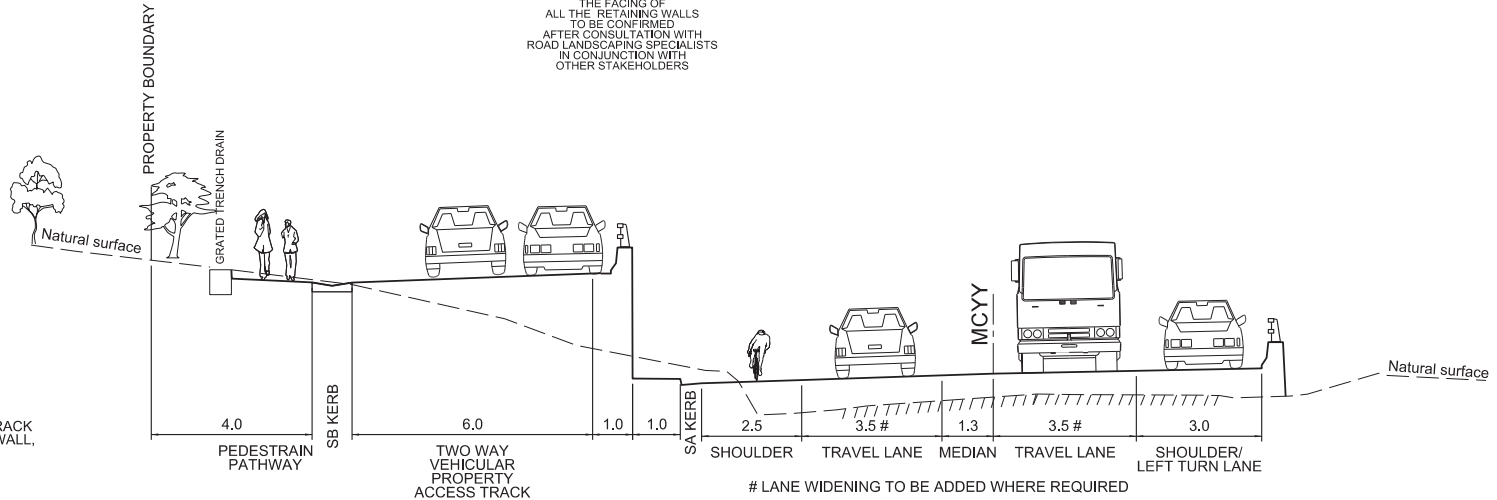 THE FACING OF
ALL THE RETAINING WALLS
TO BE CONFIRMED
AFTER CONSULTATION WITH
ROAD LANDSCAPING SPECIALISTS
IN CONJUNCTION WITH
OTHER STAKEHOLDERS
PROPERTY BOUNDARY
GRATED TRENCH DRAIN
Natural surface
MCYY
Natural surface
RACK
WALL,
4.0
PEDESTRAIN
PATHWAY
SB KERB
6.0
TWO WAY
VEHICULAR
PROPERTY
ACCESS TRACK
1.0
1.0
SA KERB
2.5
SHOULDER
3.5 #
TRAVEL LANE
1.3
MEDIAN
3.5 #
TRAVEL LANE
3.0
SHOULDER/
LEFT TURN LANE
# LANE WIDENING TO BE ADDED WHERE REQUIRED